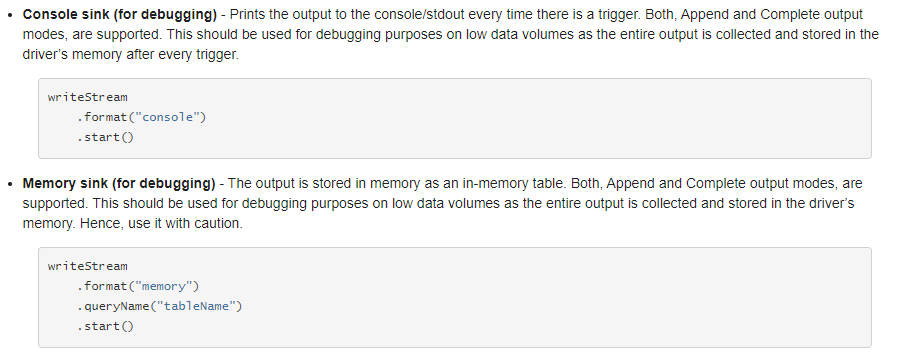 • Console sink (for debugging) - Prints the output to the console/stdout every time there is a trigger. Both, Append and Complete output
modes, are supported. This should be used for debugging purposes on low data volumes as the entire output is collected and stored in the
driver's memory after every trigger.
writeStream
    .format("console")
    .start()
• Memory sink (for debugging) - The output is stored in memory as an in-memory table. Both, Append and Complete output modes, are
supported. This should be used for debugging purposes on low data volumes as the entire output is collected and stored in the driver's
memory. Hence, use it with caution.
writeStream
    .format("memory")
    .queryName("tableName")
    .start()